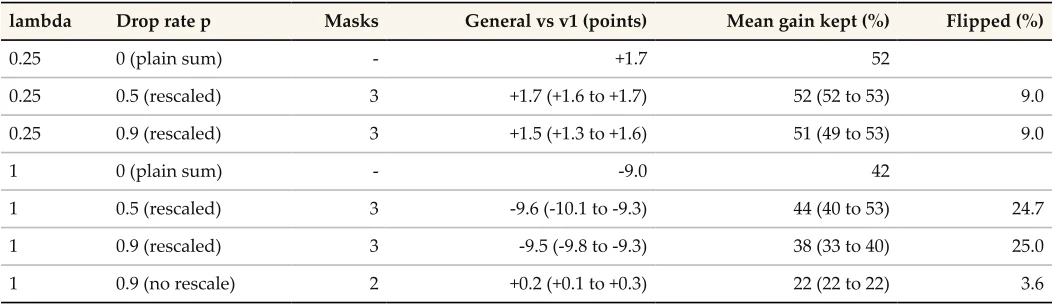 lambda Drop rate p Masks General vs v1 (points) Mean gain kept (%) Flipped (%)
0.25 0 (plain sum) - +1.7 52
0.25 0.5 (rescaled) 3 +1.7 (+1.6 to +1.7) 52 (52 to 53) 9.0
0.25 0.9 (rescaled) 3 +1.5 (+1.3 to +1.6) 51 (49 to 53) 9.0
1 0 (plain sum) - -9.0 42
1 0.5 (rescaled) 3 -9.6 (-10.1 to -9.3) 44 (40 to 53) 24.7
1 0.9 (rescaled) 3 -9.5 (-9.8 to -9.3) 38 (33 to 40) 25.0
1 0.9 (no rescale) 2 +0.2 (+0.1 to +0.3) 22 (22 to 22) 3.6